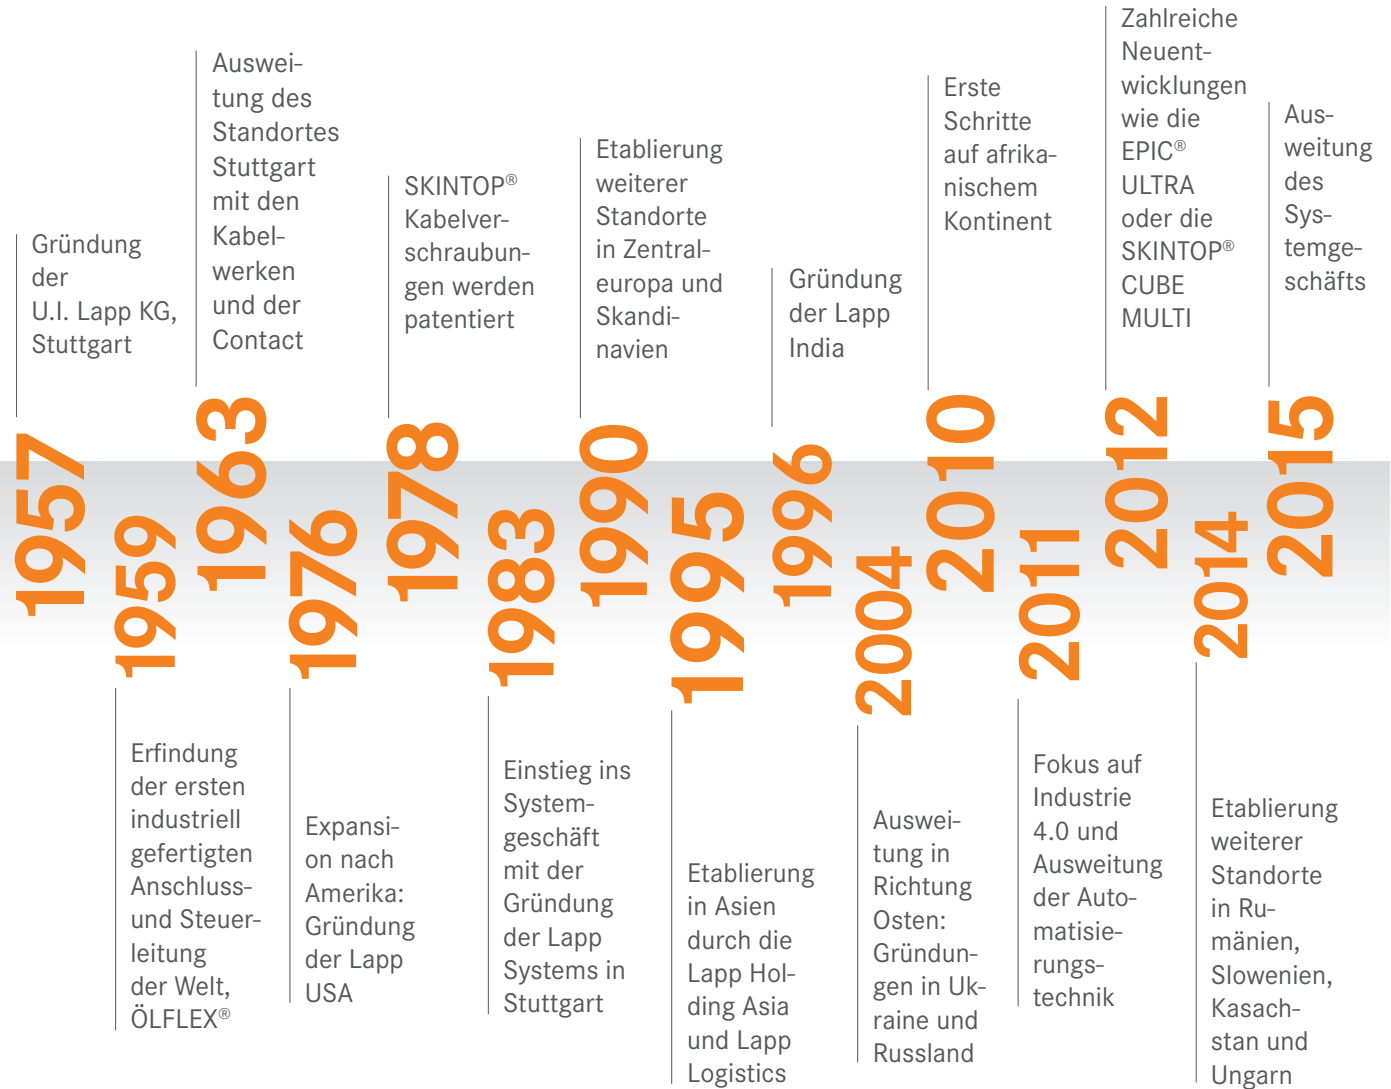 1957
Gründung
der
U.I. Lapp KG,
Stuttgart
1959
Erfindung
der ersten
industriell
gefertigten
Anschluss-
und Steuer-
leitung
der Welt,
ÖLFLEX®
1963
Auswei-
tung des
Standortes
Stuttgart
mit den
Kabel-
werken
und der
Contact
1976
Expansi-
on nach
Amerika:
Gründung
der Lapp
USA
1978
SKINTOP®
Kabelver-
schraubun-
gen werden
patentiert
1983
Einstieg ins
System-
geschäft
mit der
Gründung
der Lapp
Systems in
Stuttgart
1990
Etablierung
weiterer
Standorte
in Zentral-
europa und
Skandi-
navien
1995
Etablierung
in Asien
durch die
Lapp Hol-
ding Asia
und Lapp
Logistics
1996
Gründung
der Lapp
India
2004
Auswei-
tung in
Richtung
Osten:
Gründun-
gen in Uk-
raine und
Russland
2010
Erste
Schritte
auf afrika-
nischem
Kontinent
2011
Fokus auf
Industrie
4.0 und
Ausweitung
der Auto-
matisie-
rungs-
technik
2012
Zahlreiche
Neuent-
wicklungen
wie die
EPIC®
ULTRA
oder die
SKINTOP®
CUBE
MULTI
2014
Etablierung
weiterer
Standorte
in Ru-
mänien,
Slowenien,
Kasach-
stan und
Ungarn
2015
Aus-
weitung
des
Sys-
temge-
schäfts